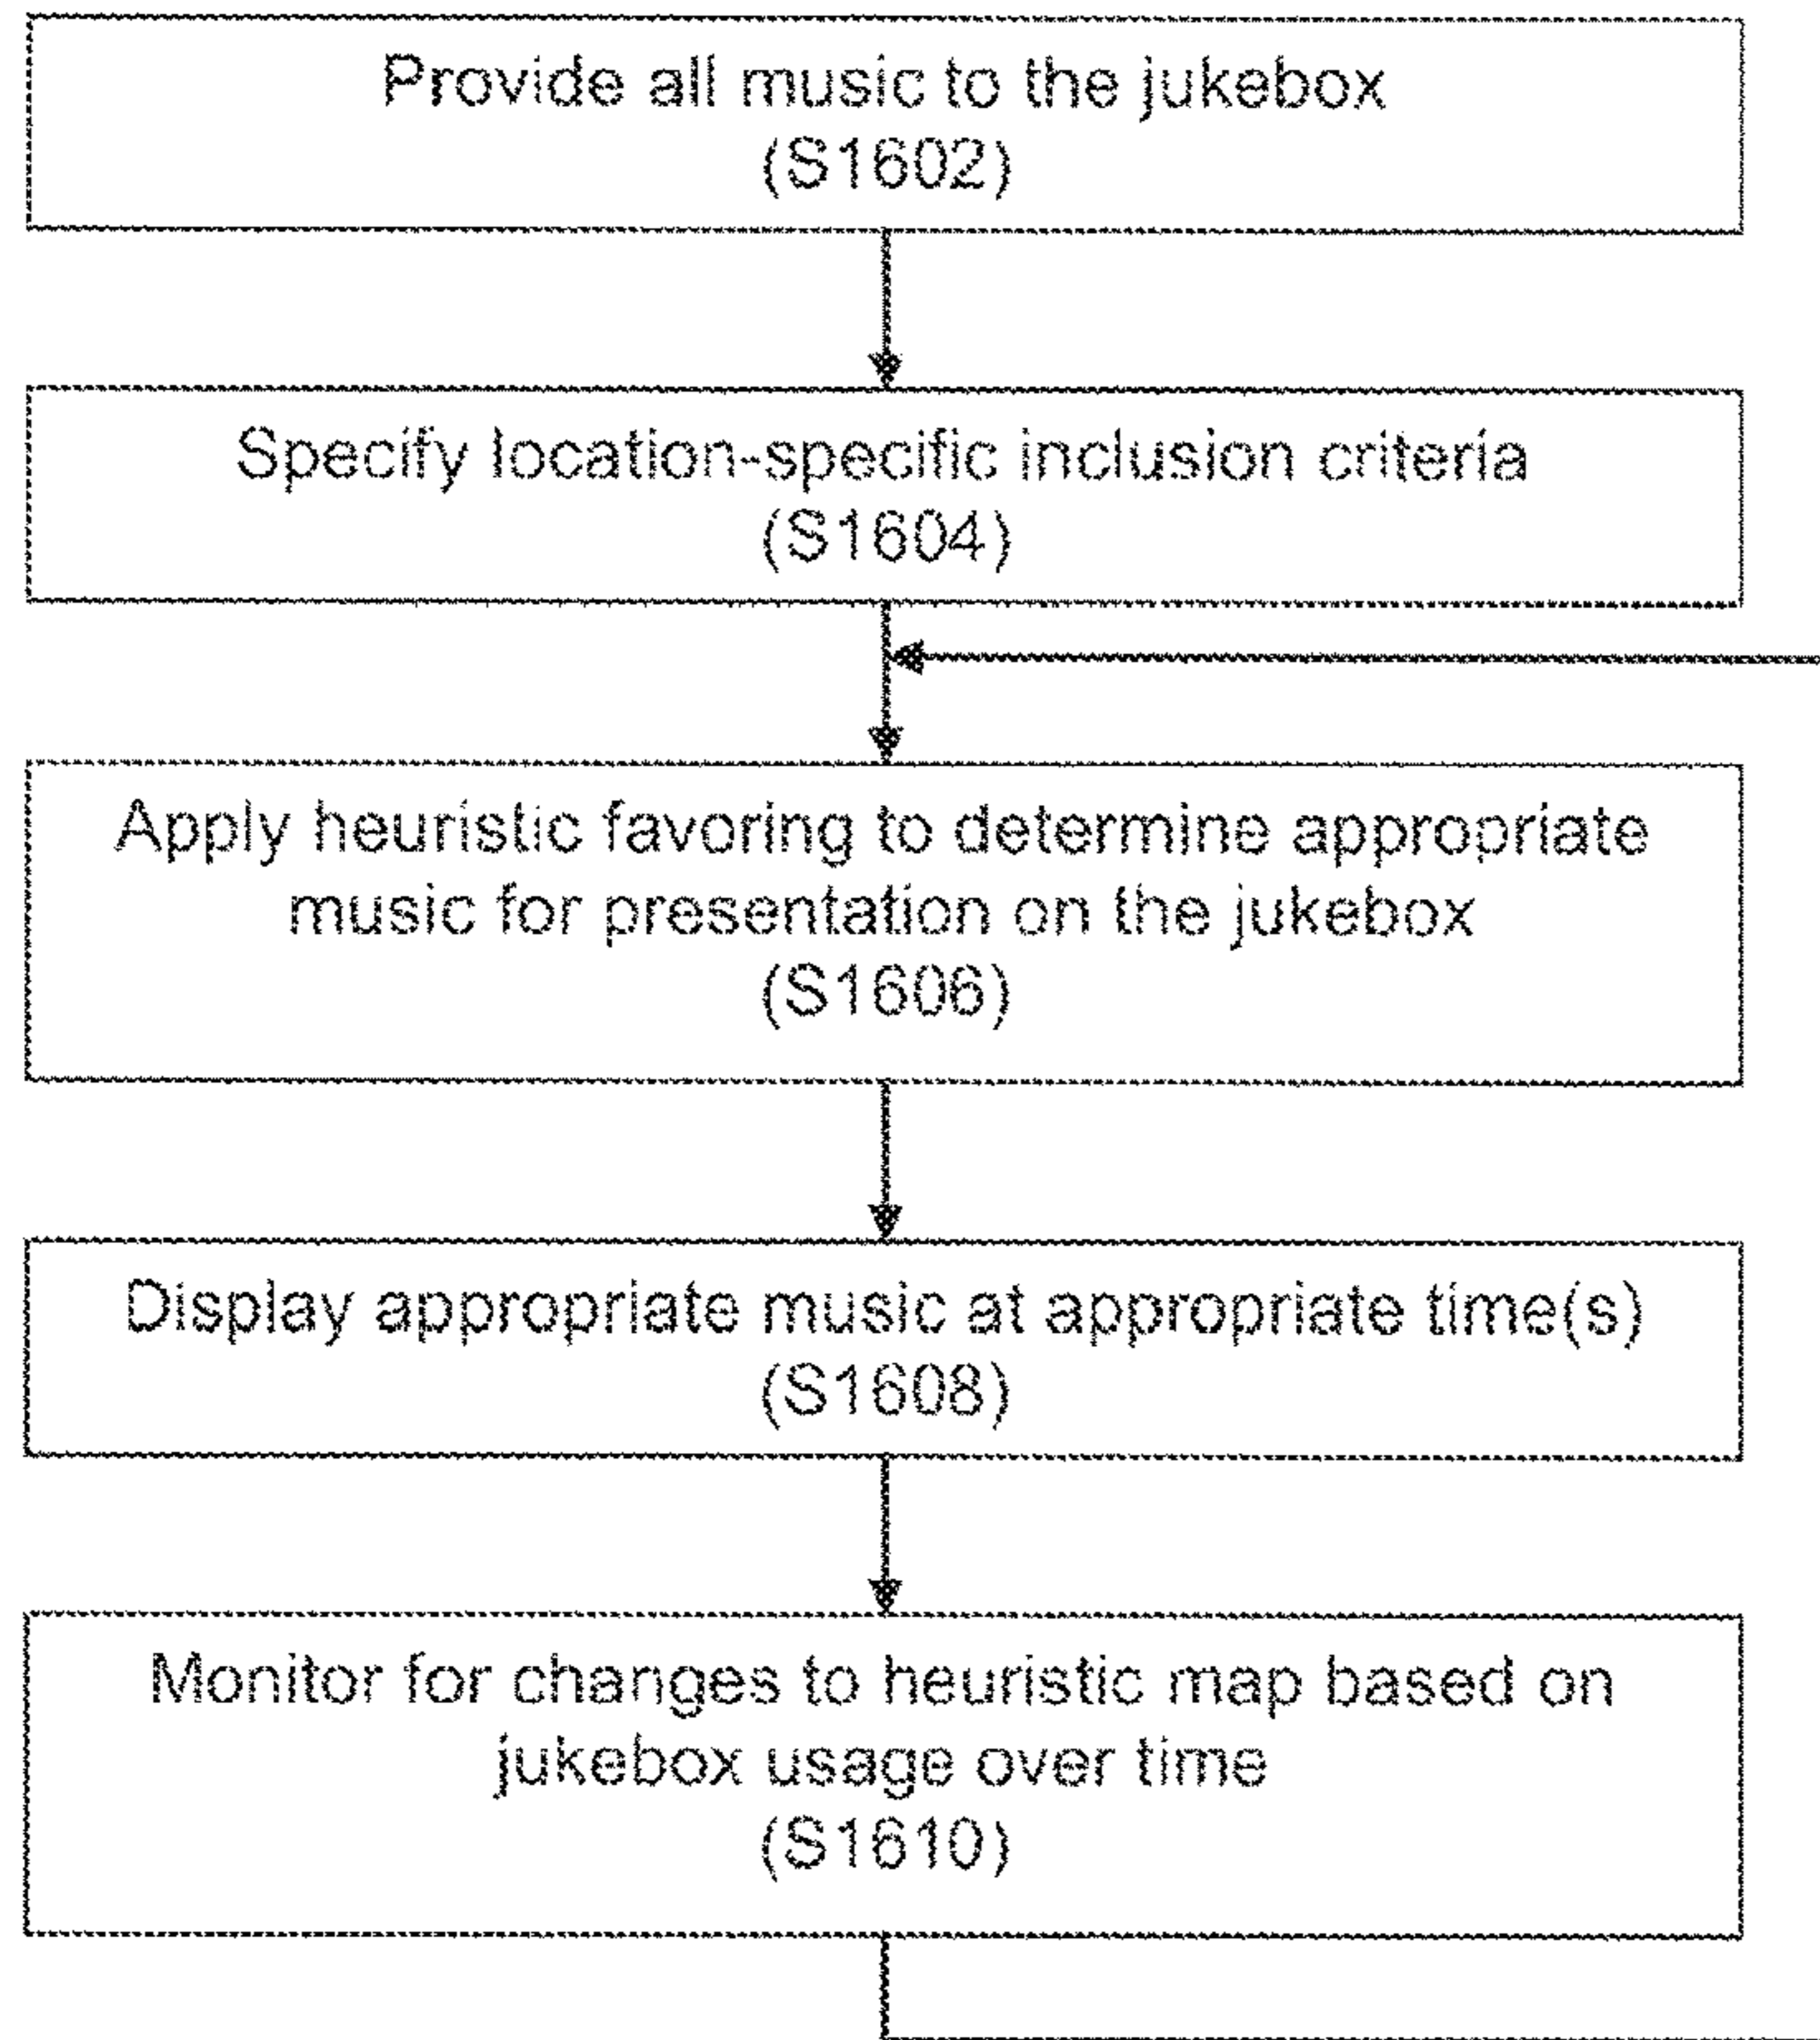 Provide all music to the jukebox
(S1602)
Specify location-specific inclusion criteria
(S1604)
Apply heuristic favoring to determine appropriate
music for presentation on the jukebox
(S1606)
Display appropriate music at appropriate time(s)
(S1608)
Monitor for changes to heuristic map based on
jukebox usage over time
(S1610)